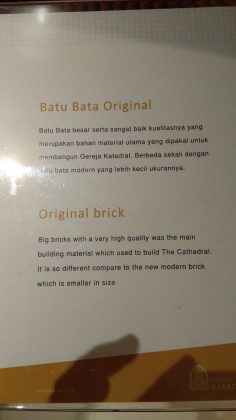 Batu Bata Original
Batu Bata besar serta sangat baik kualitasnya yang
merupakan bahan material utama yang dipakai untuk
membangun Gereja Katedral. Berbeda sekali dengan
batu bata modern yang lebih kecil ukurannya.
Original brick
Big bricks with a very high quality was the main
building material which used to build The Cathedral.
It is so different compare to the new modern brick
which is smaller in size